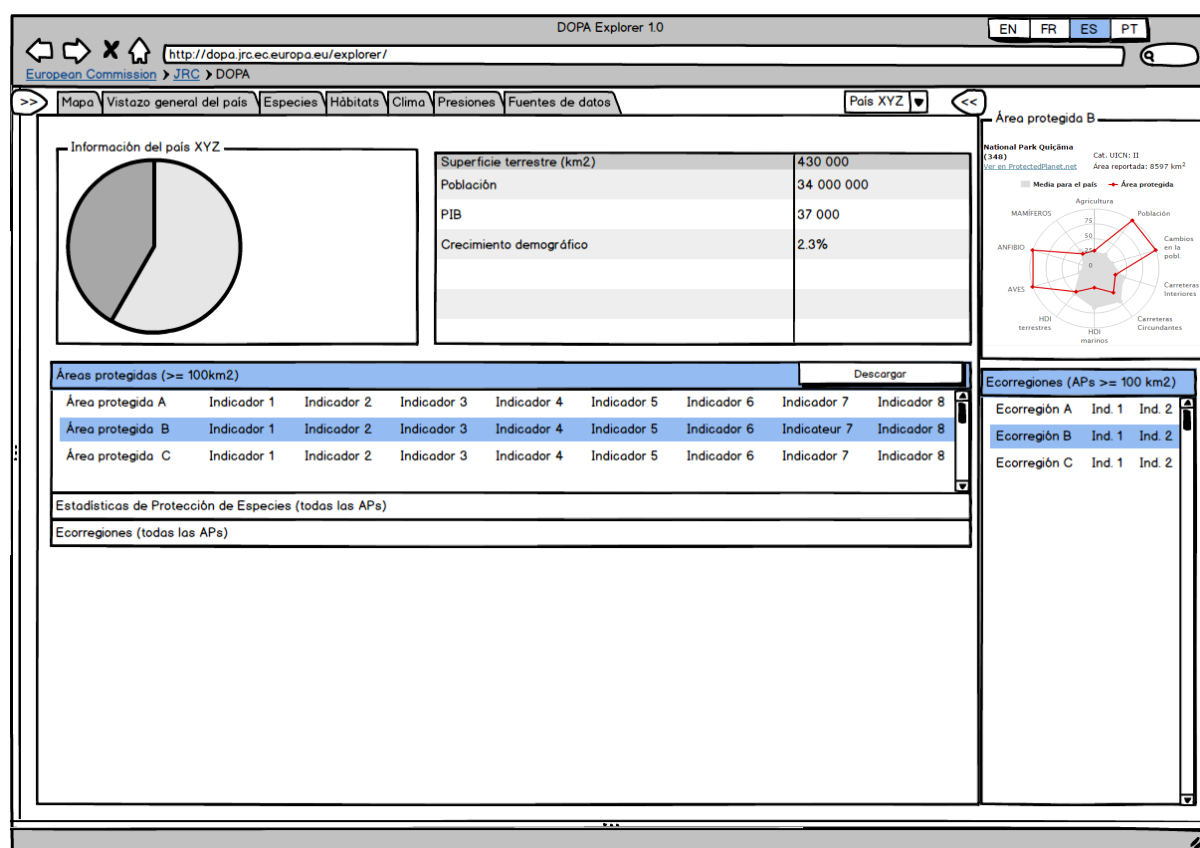 DOPA Explorer 1.0
EN FR ES PT
http://dopa.jrc.ec.europa.eu/explorer/
European Commission > JRC > DOPA
>> Mapa Vistazo general del país Especies Hábitats Clima Presiones Fuentes de datos País XYZ <<
Información del país XYZ
Superficie terrestre (km2) 430 000
Población 34 000 000
PIB 37 000
Crecimiento demográfico 2.3%
Áreas protegidas (>= 100km2) Descargar
Área protegida A Indicador 1 Indicador 2 Indicador 3 Indicador 4 Indicador 5 Indicador 6 Indicador 7 Indicador 8
Área protegida B Indicador 1 Indicador 2 Indicador 3 Indicador 4 Indicador 5 Indicador 6 Indicateur 7 Indicador 8
Área protegida C Indicador 1 Indicador 2 Indicador 3 Indicador 4 Indicador 5 Indicador 6 Indicador 7 Indicador 8
Estadísticas de Protección de Especies (todas las APs)
Ecorregiones (todas las APs)
Área protegida B
National Park Quiçäma
(348)
Ver en ProtectedPlanet.net
Cat. UICN: II
Área reportada: 8597 km2
Media para el país Área protegida
Agricultura
Población
Cambios
en la
pobl.
Carreteras
Interiores
Carreteras
Circundantes
HDI
marinos
HDI
terrestres
AVES
ANFIBIO
MAMÍFEROS
75
50
25
0
Ecorregiones (APs >= 100 km2)
Ecorregión A Ind. 1 Ind. 2
Ecorregión B Ind. 1 Ind. 2
Ecorregión C Ind. 1 Ind. 2